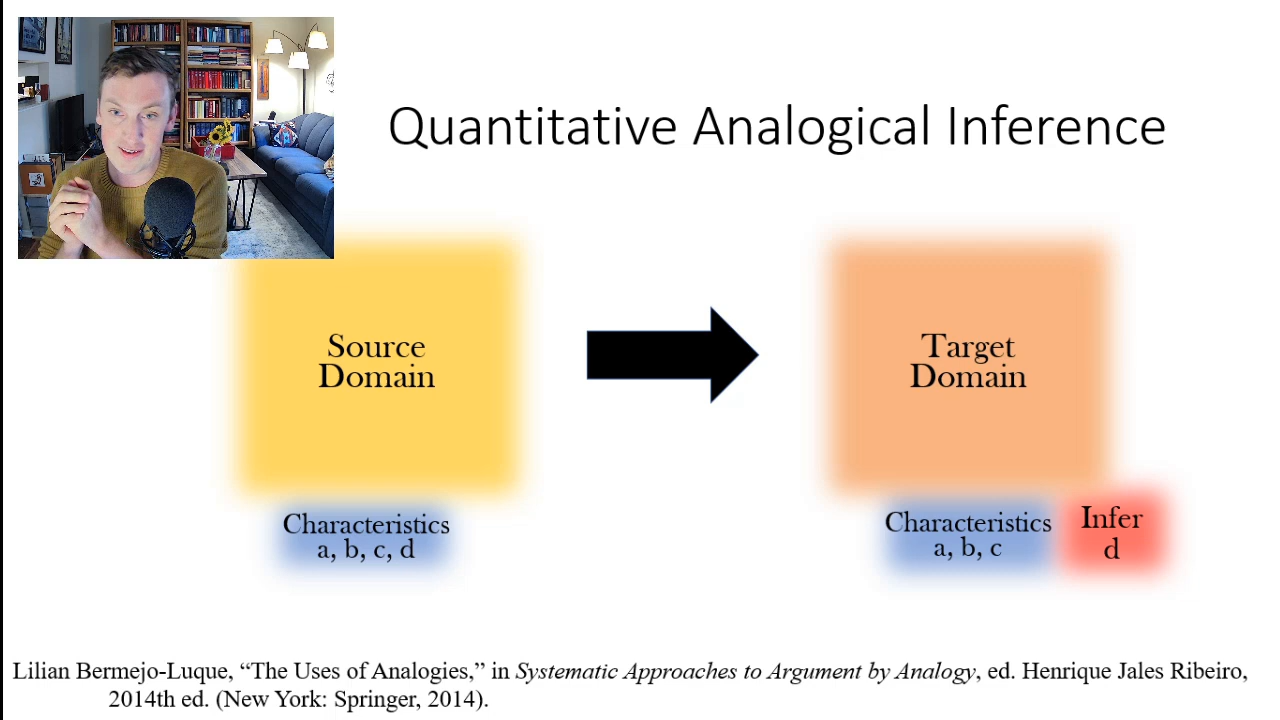 Quantitative Analogical Inference
Source
Domain
Target
Domain
Characteristics
a, b, c, d
Characteristics
a, b, c
Infer
d
Lilian Bermejo-Luque, “The Uses of Analogies,” in Systematic Approaches to Argument by Analogy, ed. Henrique Jales Ribeiro,
2014th ed. (New York: Springer, 2014).